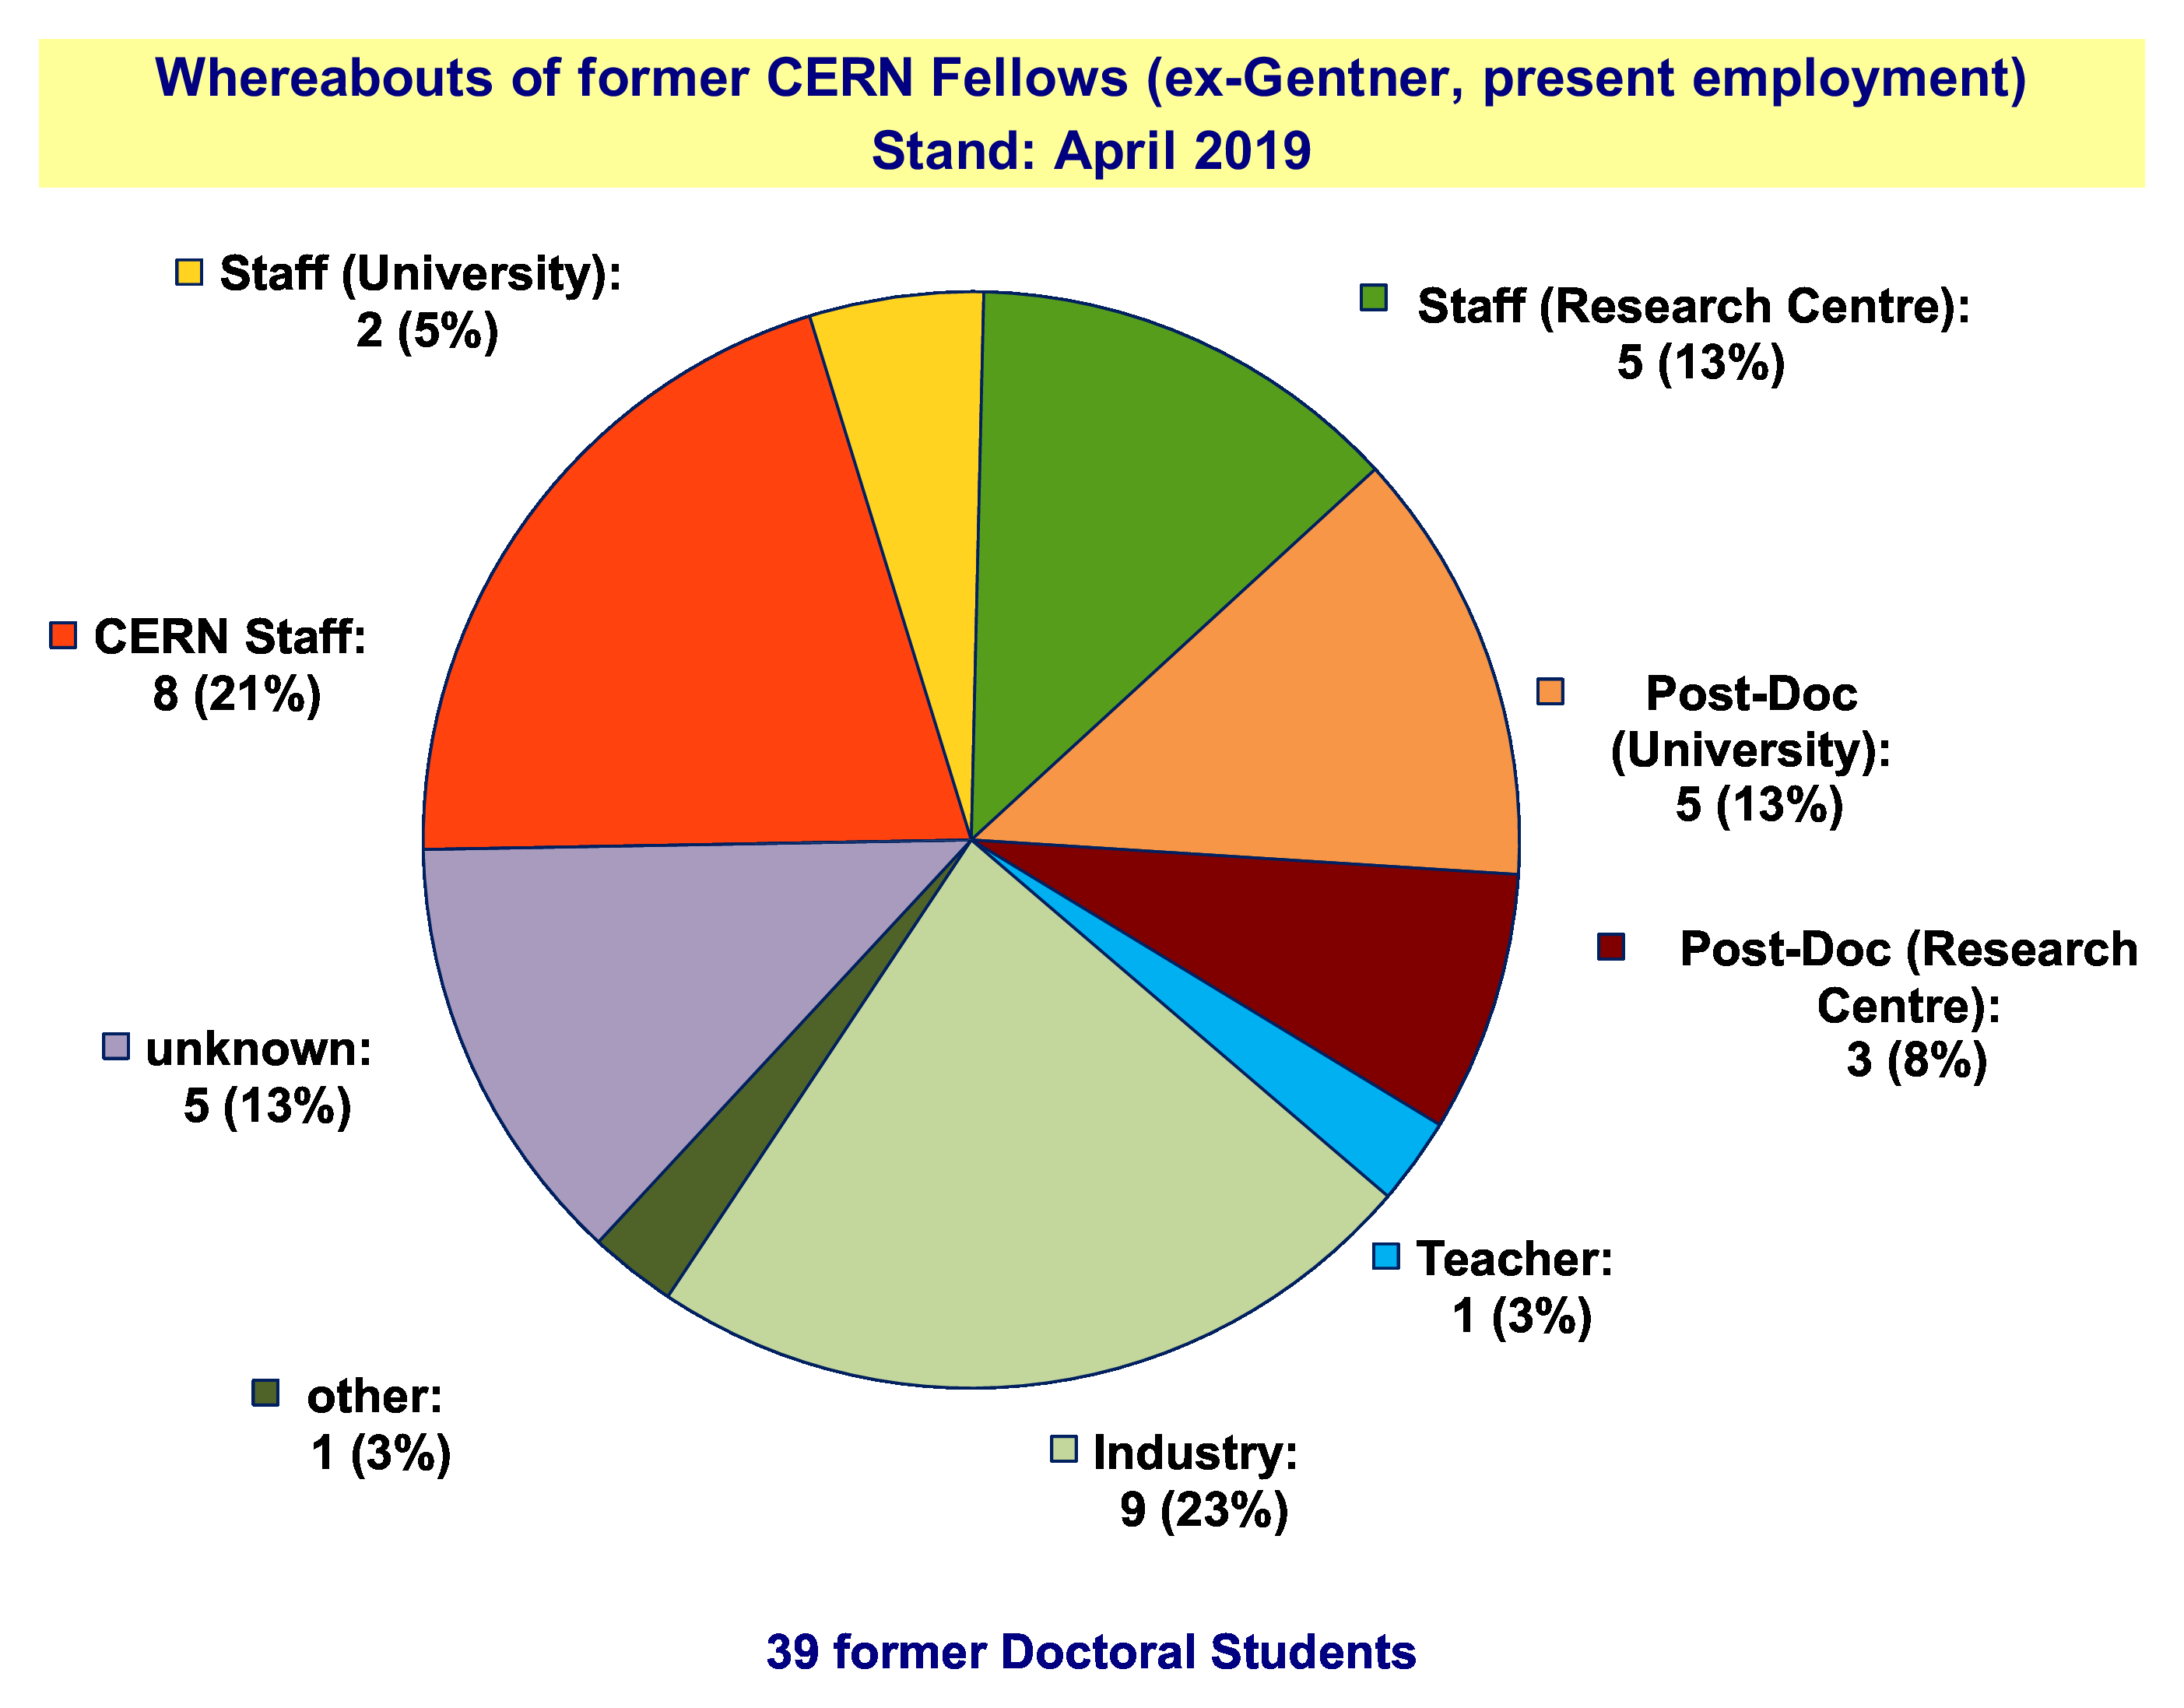 Whereabouts of former CERN Fellows (ex-Gentner, present employment)
Stand: April 2019
Staff (University):
2 (5%)
Staff (Research Centre):
5 (13%)
CERN Staff:
8 (21%)
Post-Doc
(University):
5 (13%)
Post-Doc (Research
Centre):
3 (8%)
unknown:
5 (13%)
Teacher:
1 (3%)
other:
1 (3%)
Industry:
9 (23%)
39 former Doctoral Students